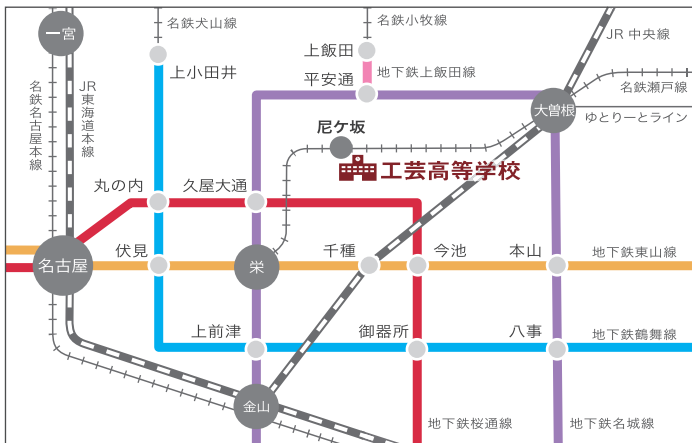 一宮
名鉄犬山線
名鉄小牧線
JR中央線
上飯田
上小田井
地下鉄上飯田線
平安通
名鉄瀬戸線
名鉄名古屋本線
JR東海道本線
大曽根
ゆとりーとライン
尼ケ坂
工芸高等学校
丸の内
久屋大通
名古屋
伏見
栄
千種
今池
本山
地下鉄東山線
上前津
御器所
八事
地下鉄鶴舞線
金山
地下鉄桜通線
地下鉄名城線